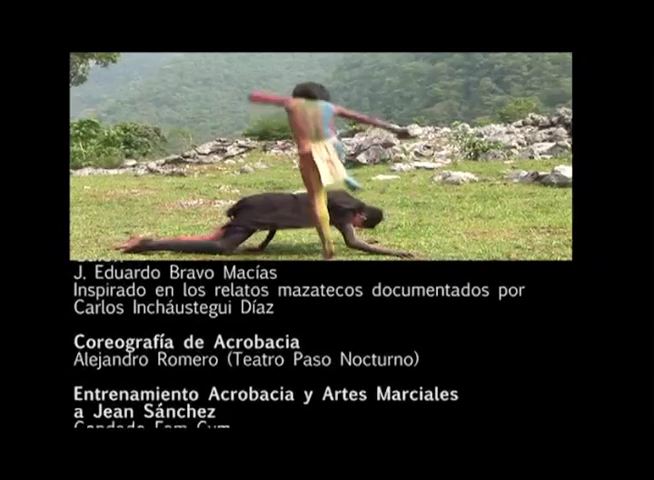 J. Eduardo Bravo Macías
Inspirado en los relatos mazatecos documentados por
Carlos Incháustegui Díaz
Coreografía de Acrobacia
Alejandro Romero (Teatro Paso Nocturno)
Entrenamiento Acrobacia y Artes Marciales
a Jean Sánchez